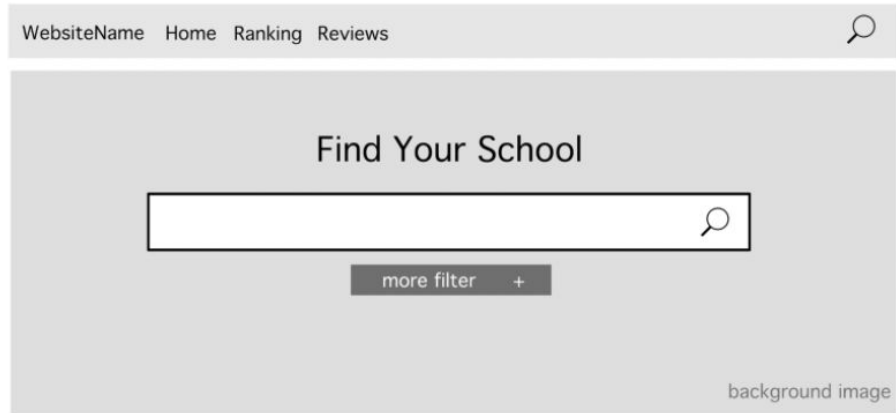 WebsiteName Home Ranking Reviews
Find Your School
more filter +
background image